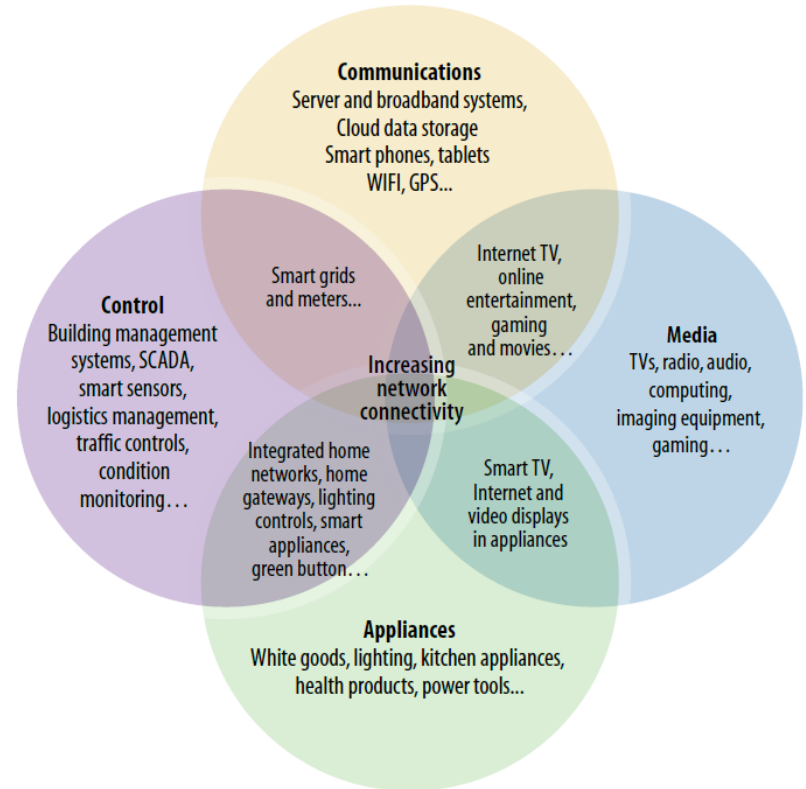 Communications
Server and broadband systems,
Cloud data storage
Smart phones, tablets
WIFI, GPS...
Smart grids
and meters...
Internet TV,
online
entertainment,
gaming
and movies…
Control
Building management
systems, SCADA,
smart sensors,
logistics management,
traffic controls,
condition
monitoring…
Increasing
network
connectivity
Media
TVs, radio, audio,
computing,
imaging equipment,
gaming…
Integrated home
networks, home
gateways, lighting
controls, smart
appliances,
green button…
Smart TV,
Internet and
video displays
in appliances
Appliances
White goods, lighting, kitchen appliances,
health products, power tools...